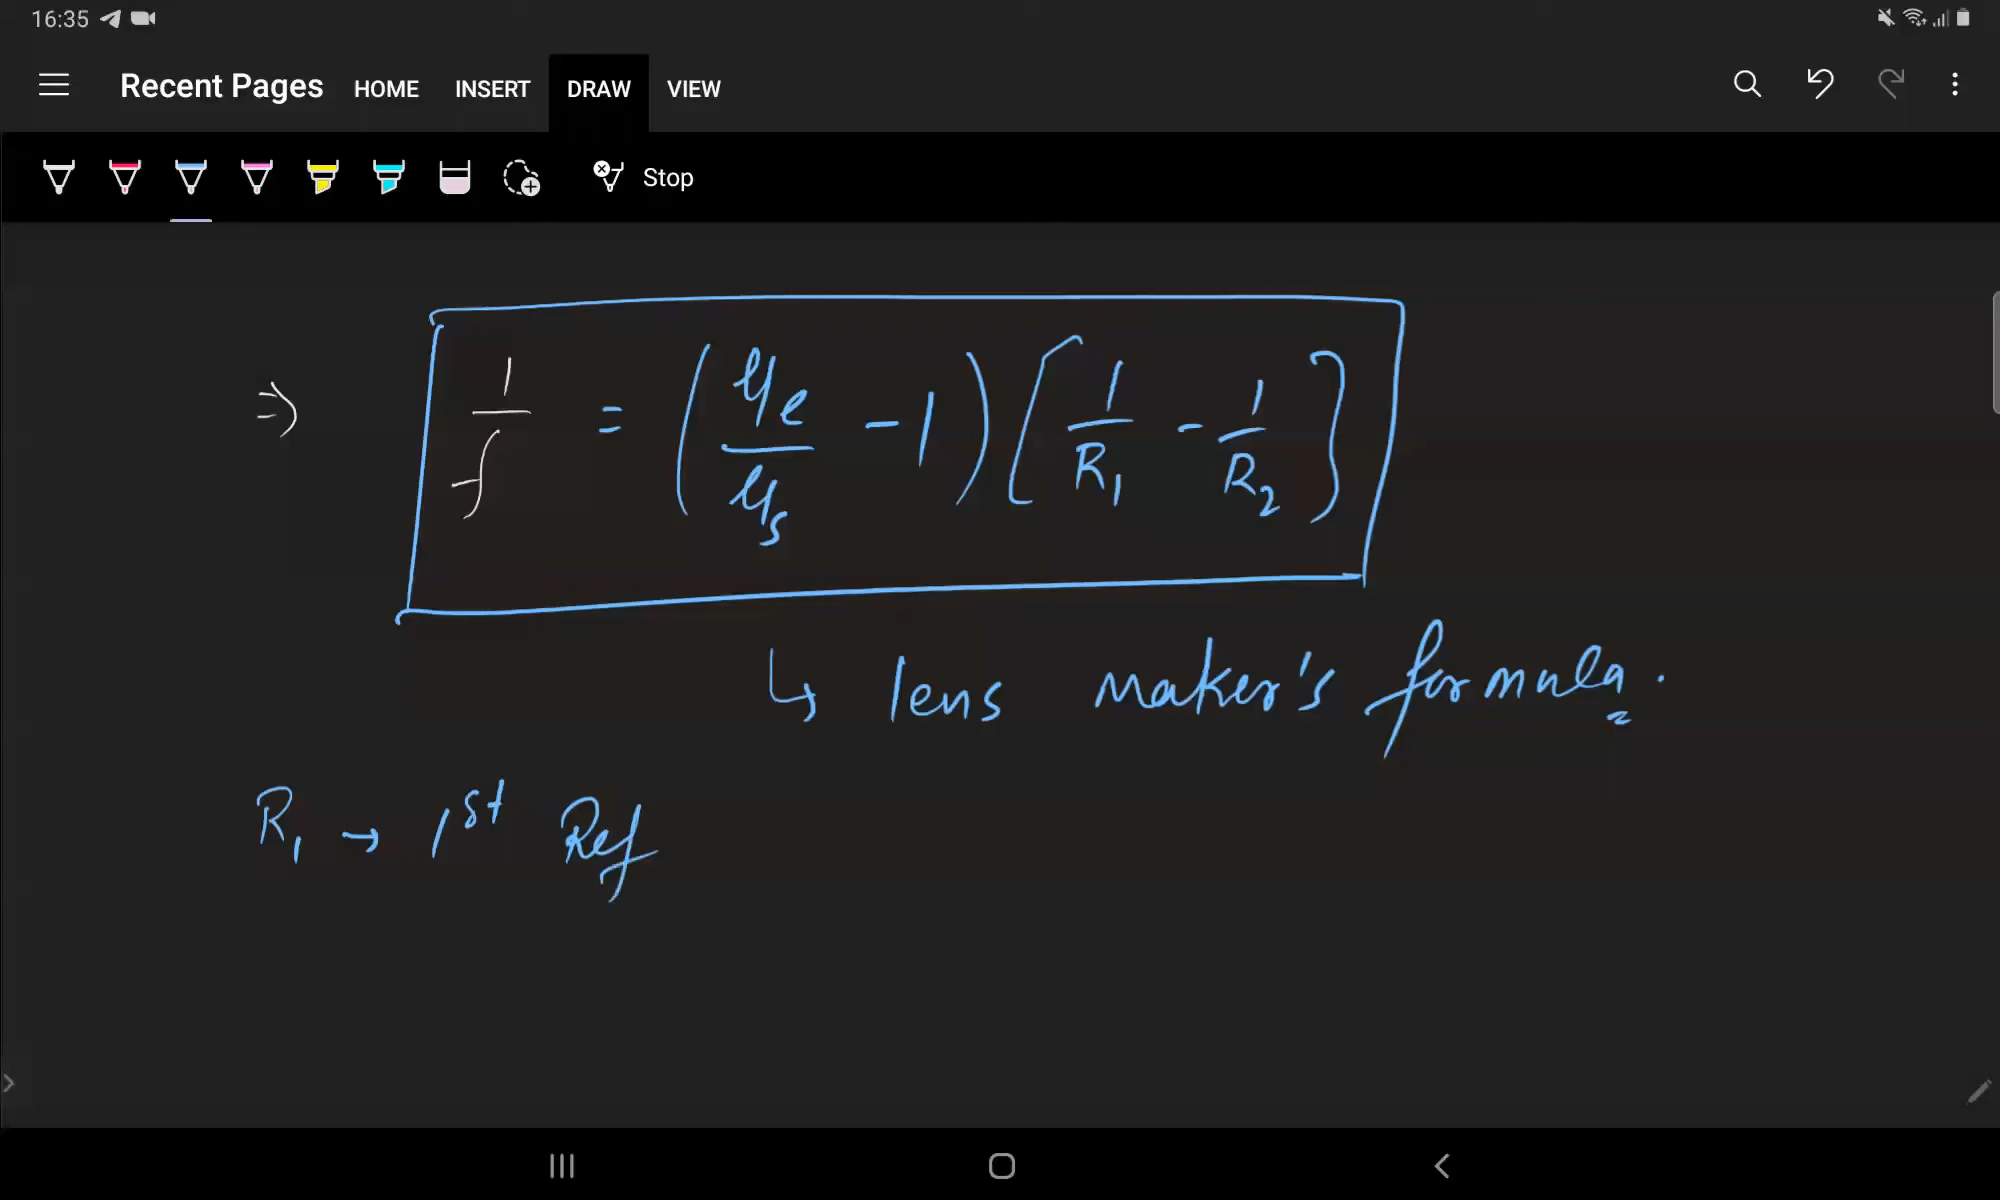 16:35
Recent Pages HOME INSERT DRAW VIEW
Stop
⇒ 1/f = (μe/μs - 1) [1/R1 - 1/R2]
↳ lens maker's formula.
R1 → 1st Ref